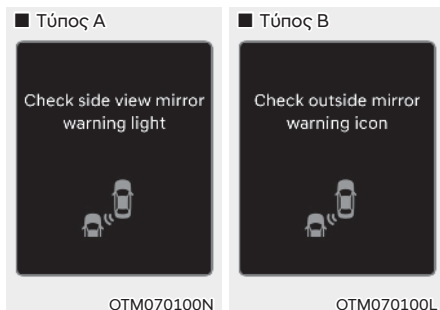 ■ Τύπος A
Check side view mirror
warning light
OTM070100N
■ Τύπος B
Check outside mirror
warning icon
OTM070100L